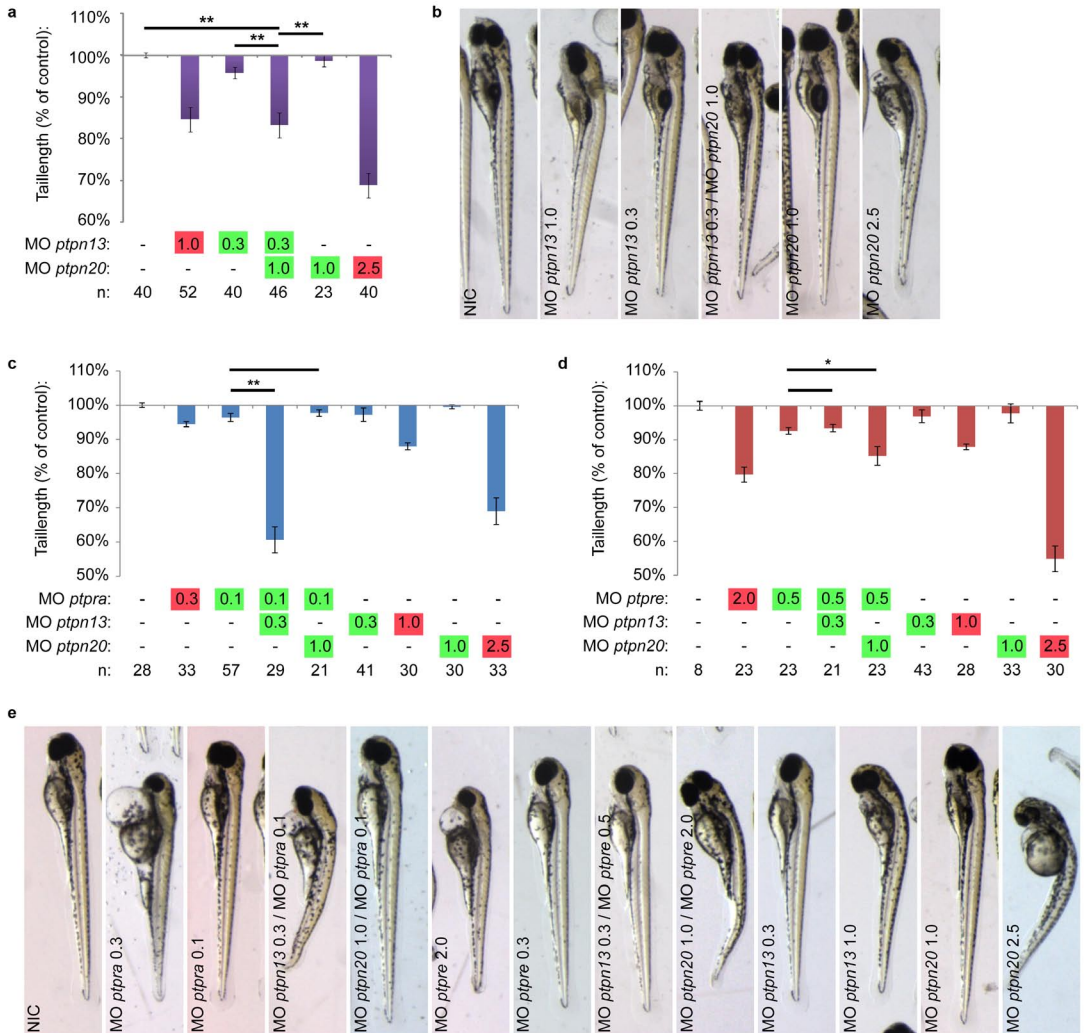 a
Taillength (% of control):
110%
100%
90%
80%
70%
60%
** ** **
MO ptpn13: - 1.0 0.3 0.3 - -
MO ptpn20: - - - 1.0 1.0 2.5
n: 40 52 40 46 23 40
b
NIC
MO ptpn13 1.0
MO ptpn13 0.3
MO ptpn13 0.3 / MO ptpn20 1.0
MO ptpn20 1.0
MO ptpn20 2.5
c
Taillength (% of control):
110%
100%
90%
80%
70%
60%
50%
**
MO ptpra: - 0.3 0.1 0.1 0.1 - - - -
MO ptpn13: - - - 0.3 - 0.3 1.0 - -
MO ptpn20: - - - - 1.0 - - 1.0 2.5
n: 28 33 57 29 21 41 30 30 33
d
Taillength (% of control):
110%
100%
90%
80%
70%
60%
50%
*
MO ptpre: - 2.0 0.5 0.5 0.5 - - - -
MO ptpn13: - - - 0.3 - 0.3 1.0 - -
MO ptpn20: - - - - 1.0 - - 1.0 2.5
n: 8 23 23 21 23 43 28 33 30
e
NIC
MO ptpra 0.3
MO ptpra 0.1
MO ptpn13 0.3 / MO ptpra 0.1
MO ptpn20 1.0 / MO ptpra 0.1
MO ptpre 2.0
MO ptpre 0.3
MO ptpn13 0.3 / MO ptpre 0.5
MO ptpn20 1.0 / MO ptpre 2.0
MO ptpn13 0.3
MO ptpn13 1.0
MO ptpn20 1.0
MO ptpn20 2.5